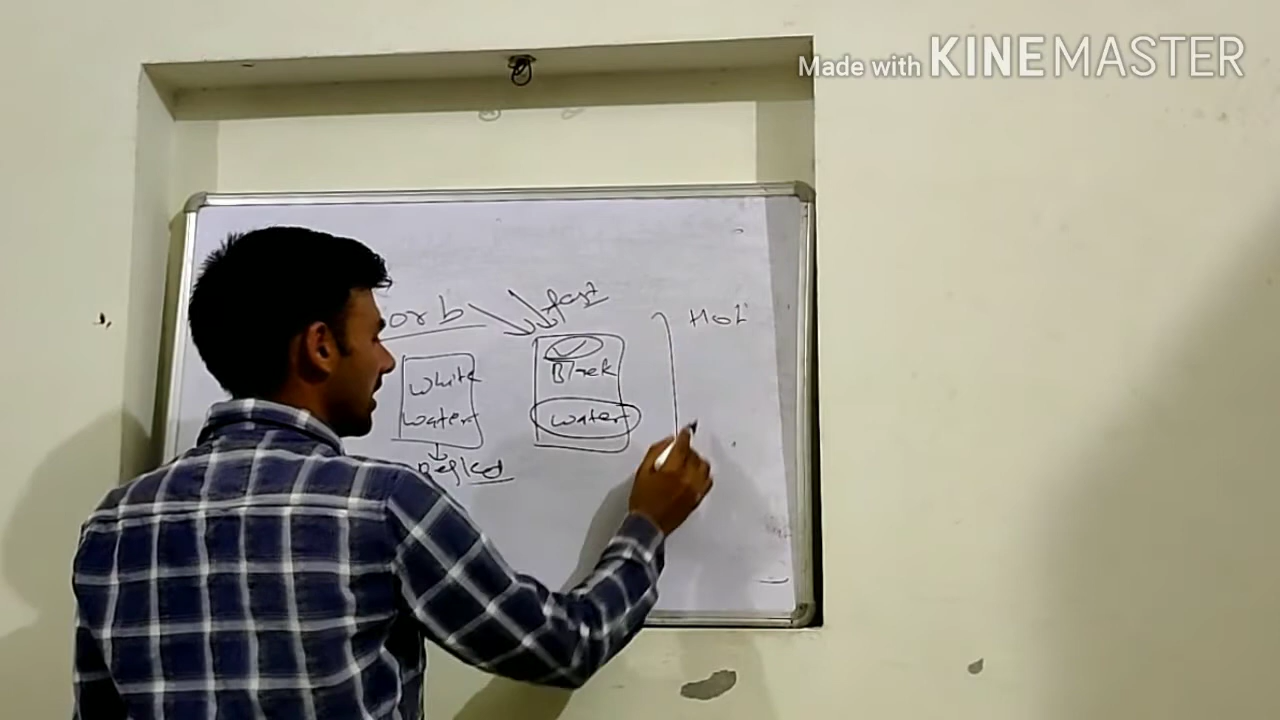 Made with KINEMASTER
orb
fast
Hot
White
Water
Black
Water
Reflect